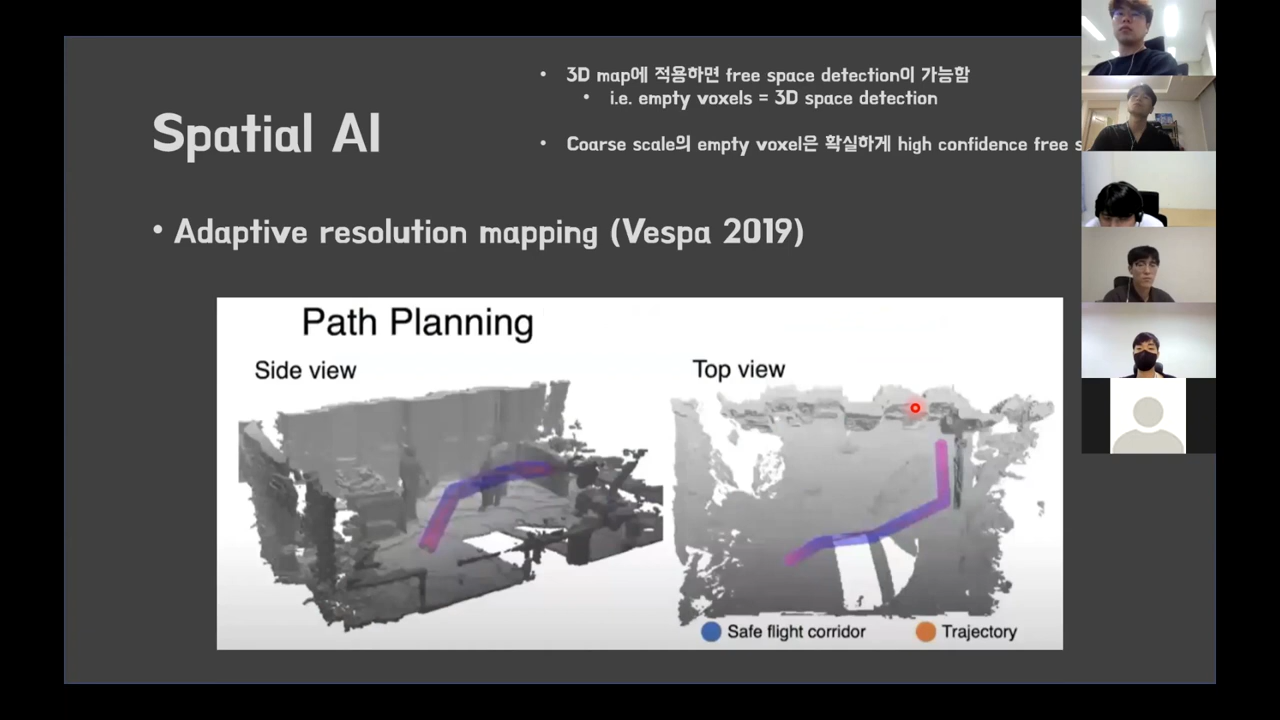 Spatial AI
• 3D map에 적용하면 free space detection이 가능함
• i.e. empty voxels = 3D space detection
• Coarse scale의 empty voxel은 확실하게 high confidence free s
• Adaptive resolution mapping (Vespa 2019)
Path Planning
Side view
Top view
Safe flight corridor
Trajectory